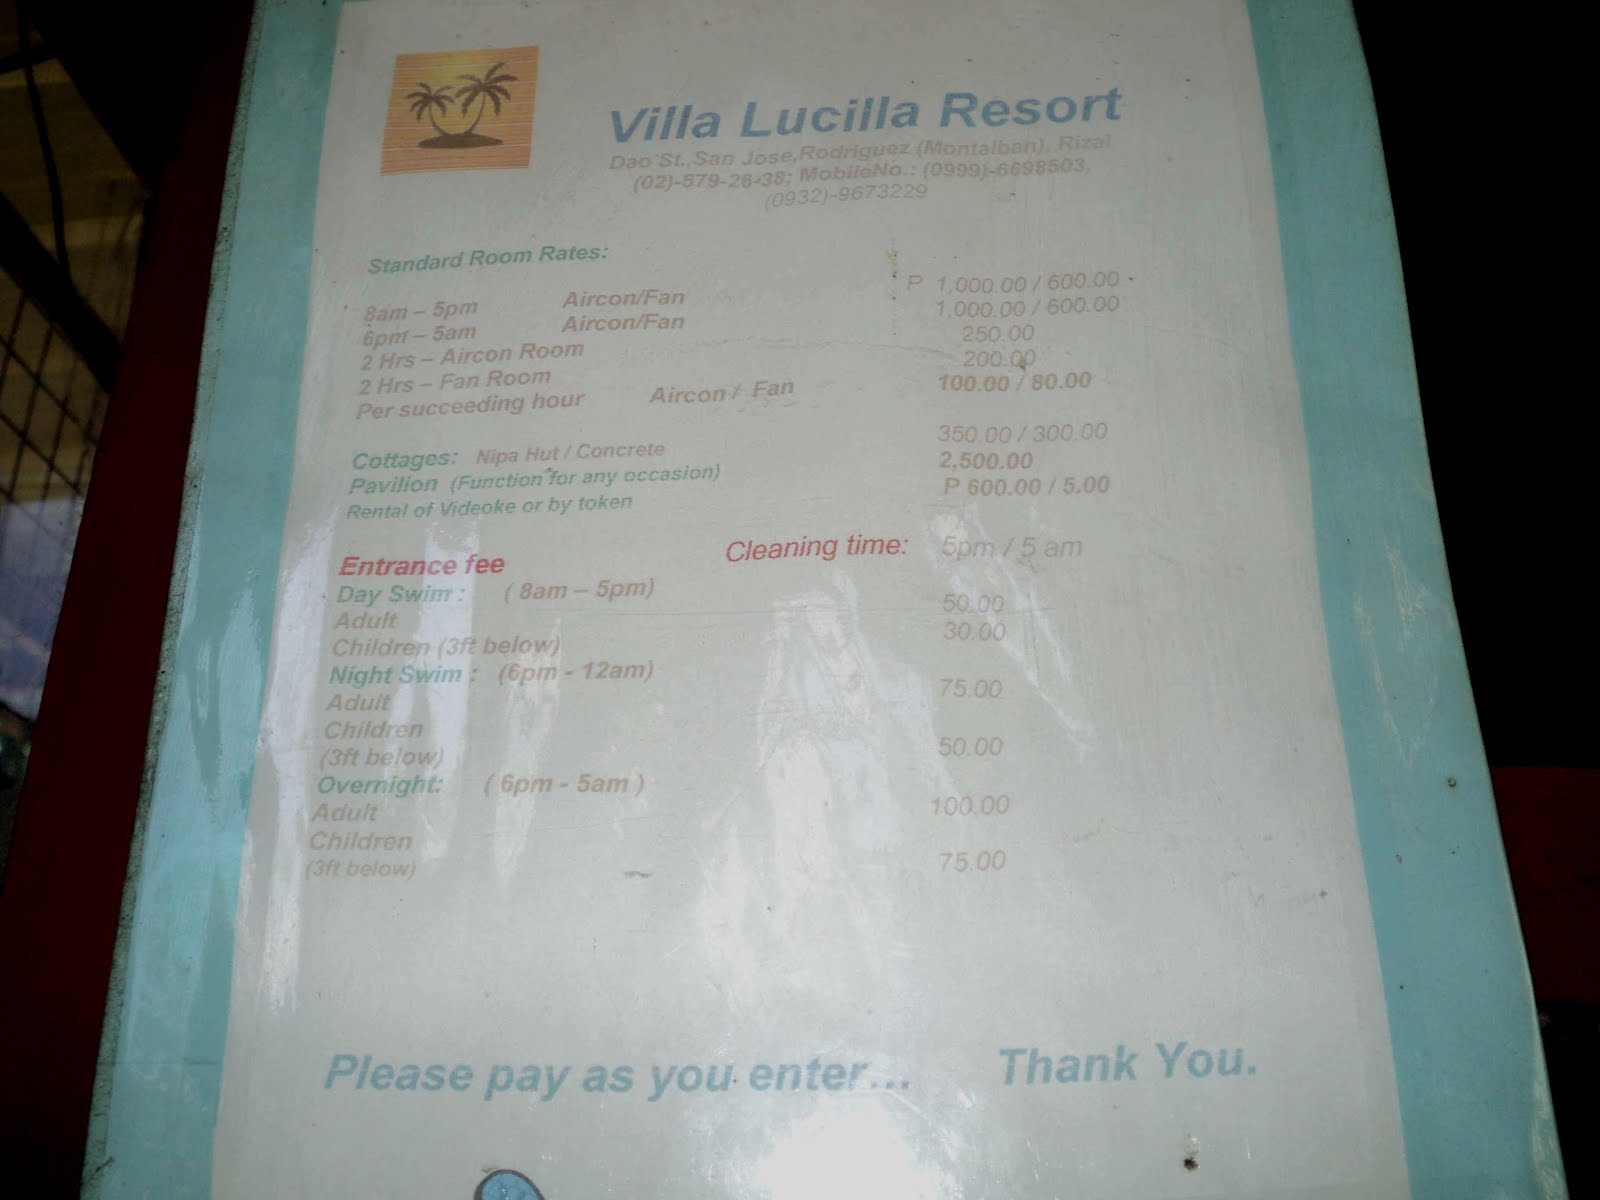 Villa Lucilla Resort
Dao St.,San Jose,Rodriguez (Montalban), Rizal
(02)-579-26-38; MobileNo.: (0999)-6698503,
(0932)-9673229
Standard Room Rates:
8am – 5pm Aircon/Fan P 1,000.00 / 600.00
6pm – 5am Aircon/Fan 1,000.00 / 600.00
2 Hrs – Aircon Room 250.00
2 Hrs – Fan Room 200.00
Per succeeding hour Aircon / Fan 100.00 / 80.00
Cottages: Nipa Hut / Concrete 350.00 / 300.00
Pavilion (Function for any occasion) 2,500.00
Rental of Videoke or by token P 600.00 / 5.00
Entrance fee Cleaning time: 5pm / 5 am
Day Swim : ( 8am – 5pm)
Adult 50.00
Children (3ft below) 30.00
Night Swim : (6pm - 12am)
Adult 75.00
Children
(3ft below) 50.00
Overnight: ( 6pm - 5am )
Adult 100.00
Children
(3ft below) 75.00
Please pay as you enter... Thank You.